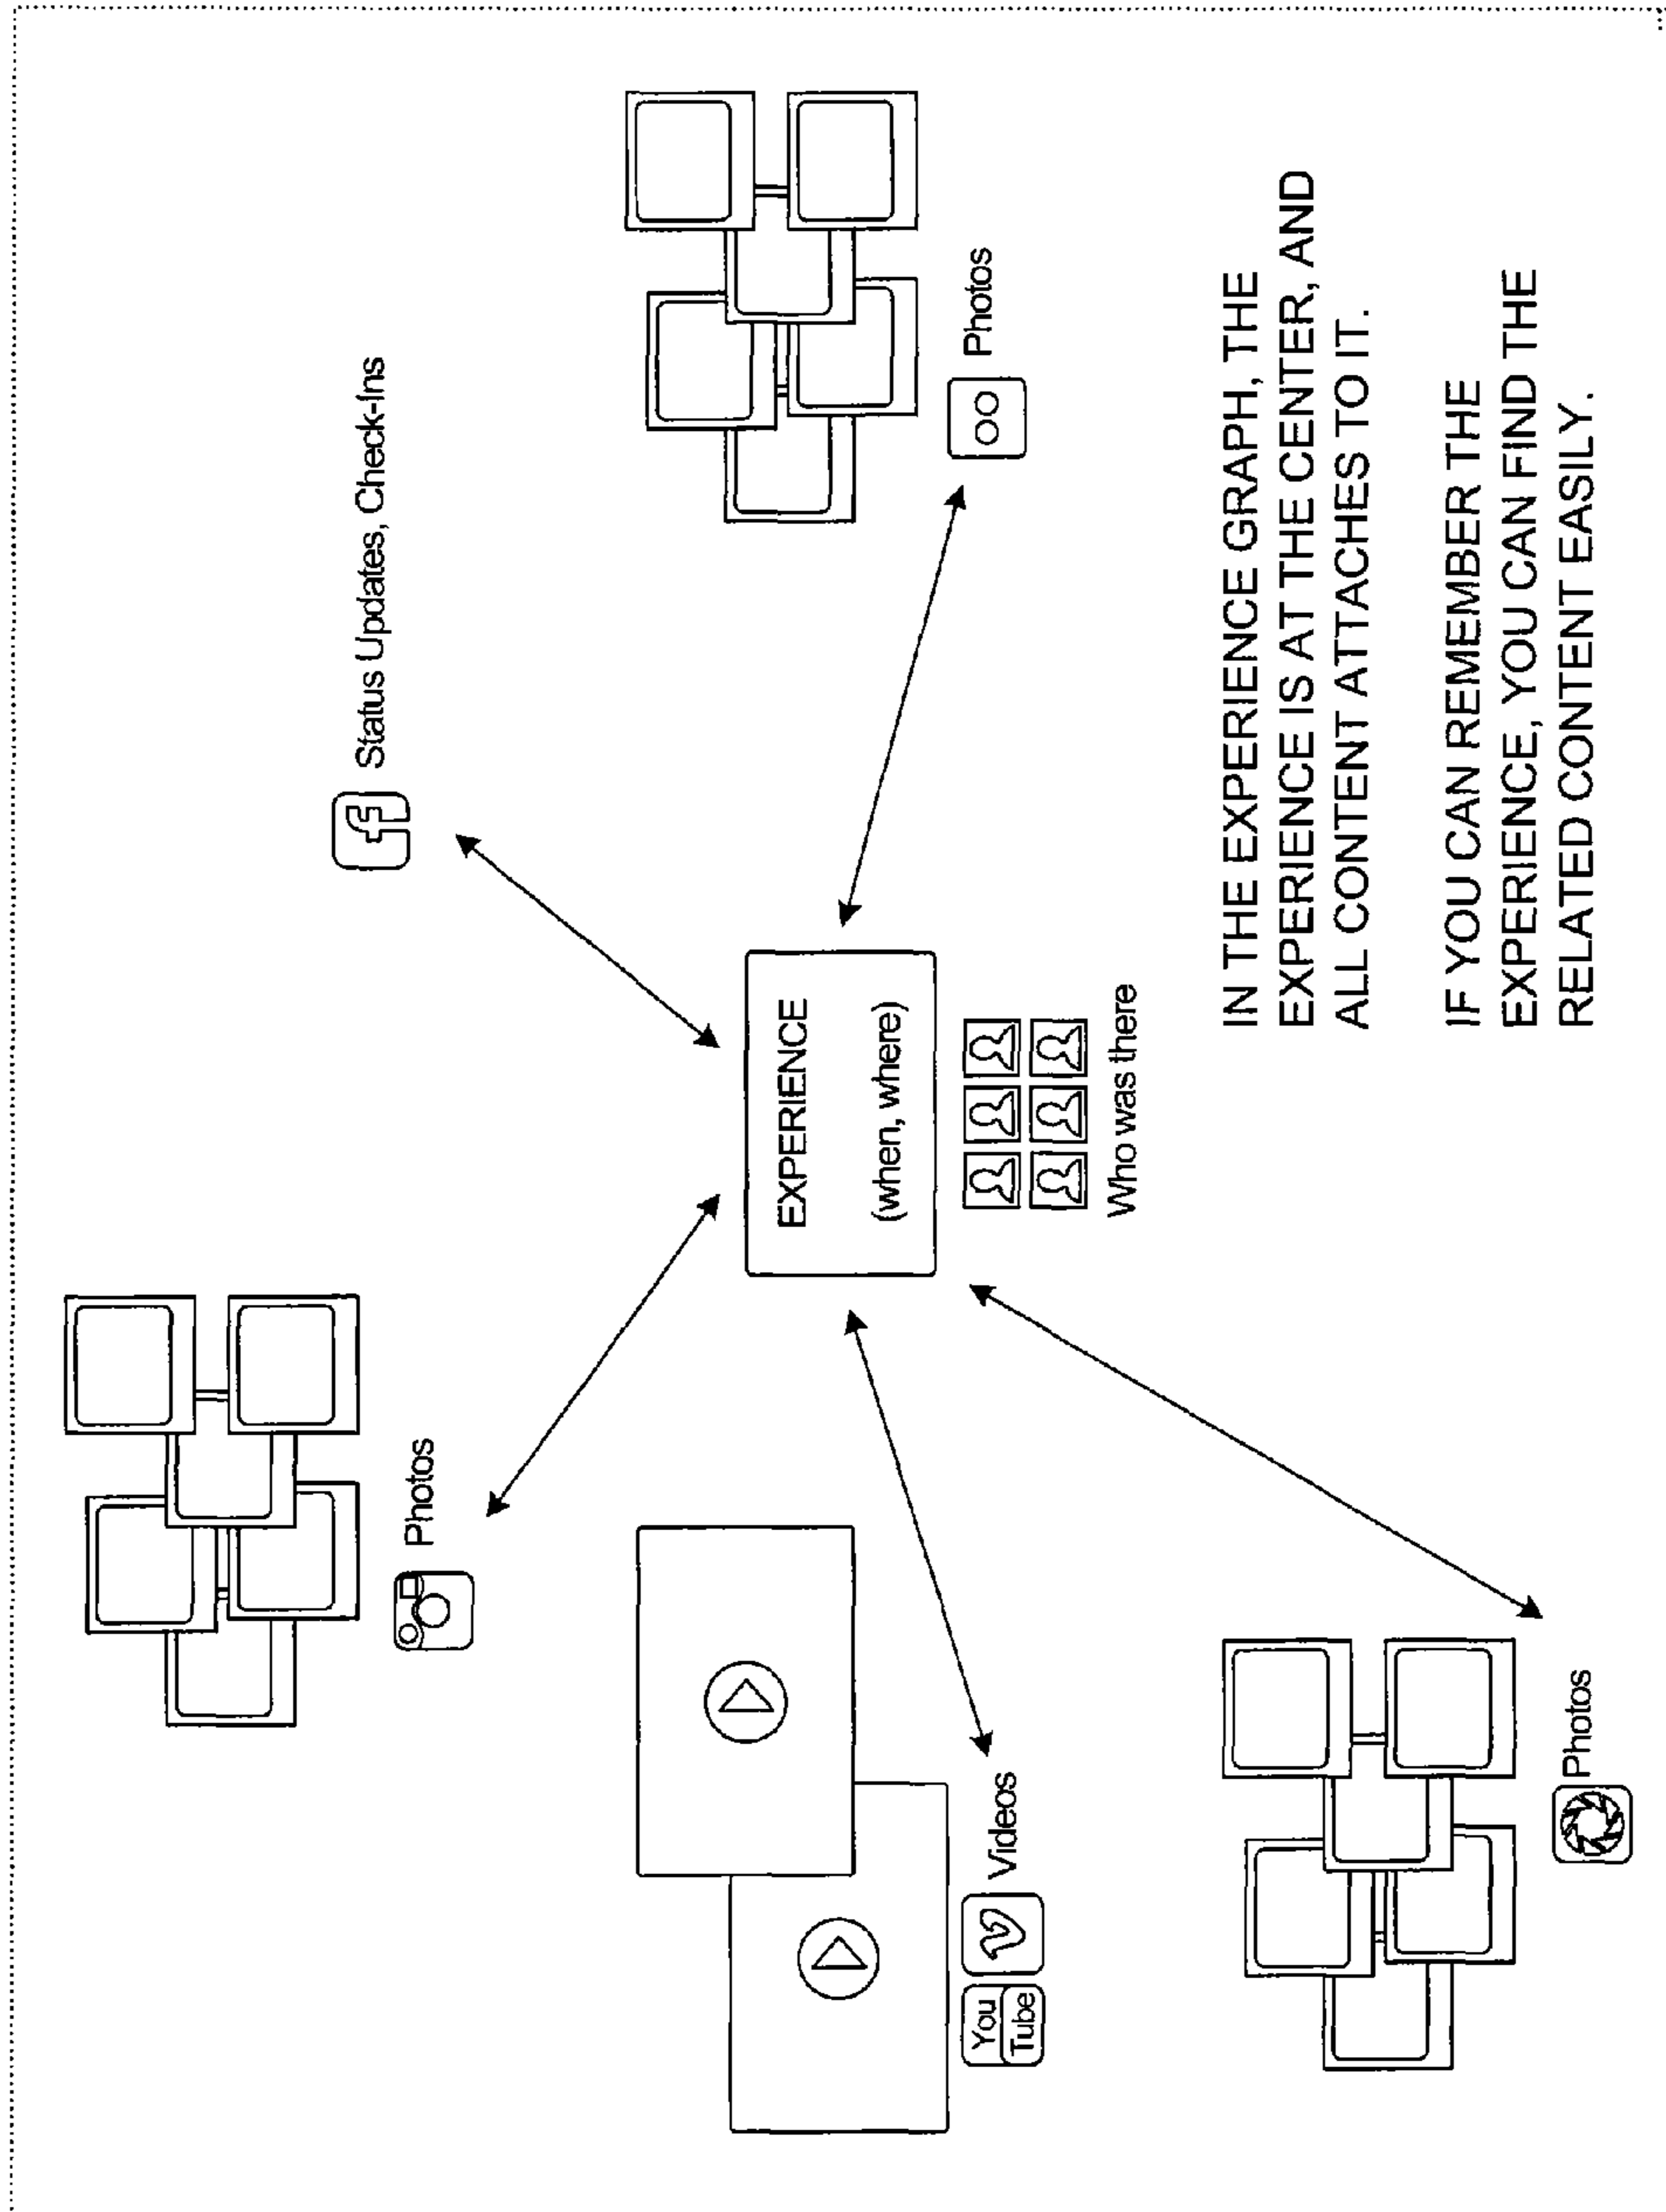 Photos
Status Updates, Check-Ins
Videos
You
Tube
EXPERIENCE
(when, where)
Who was there
Photos
Photos
IN THE EXPERIENCE GRAPH, THE
EXPERIENCE IS AT THE CENTER, AND
ALL CONTENT ATTACHES TO IT.
IF YOU CAN REMEMBER THE
EXPERIENCE, YOU CAN FIND THE
RELATED CONTENT EASILY.